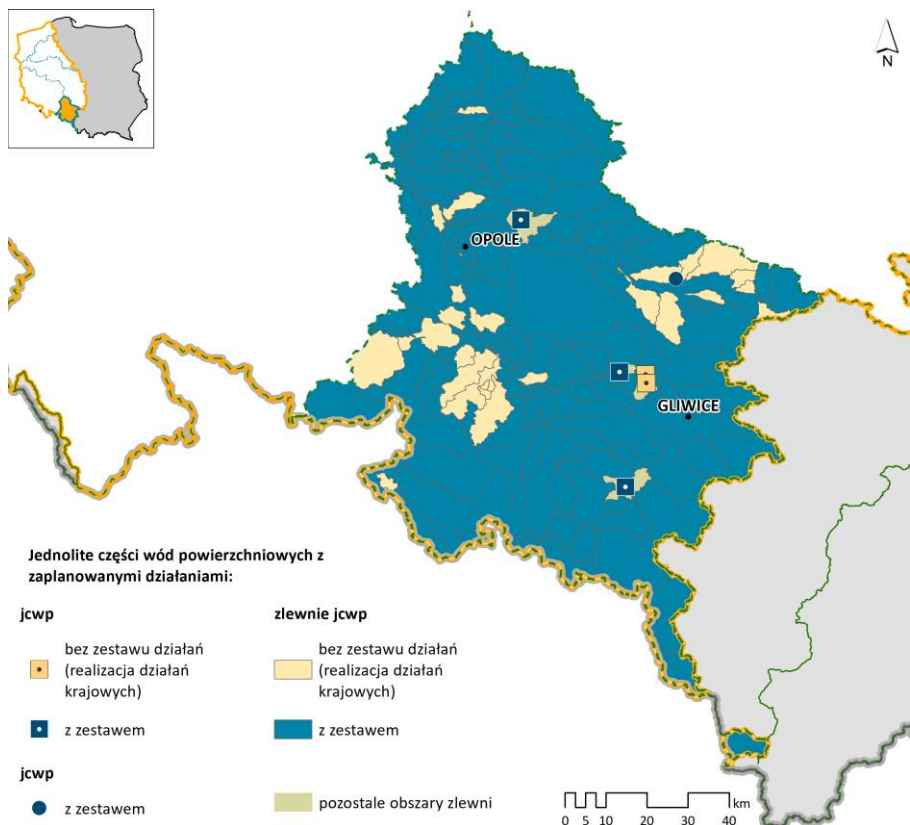 N
OPOLE
GLIWICE
Jednolite części wód powierzchniowych z
zaplanowanymi działaniami:
jcwp
bez zestawu działań
(realizacja działań
krajowych)
z zestawem
jcwp
z zestawem
zlewnie jcwp
bez zestawu działań
(realizacja działań
krajowych)
z zestawem
pozostałe obszary zlewni
km
0 5 10 20 30 40